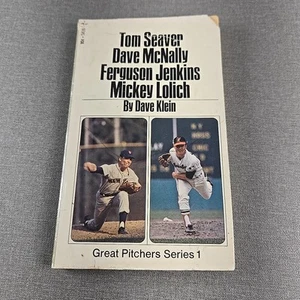 Tom Seaver
Dave McNally
Ferguson Jenkins
Mickey Lolich
By Dave Klein
Great Pitchers Series 1